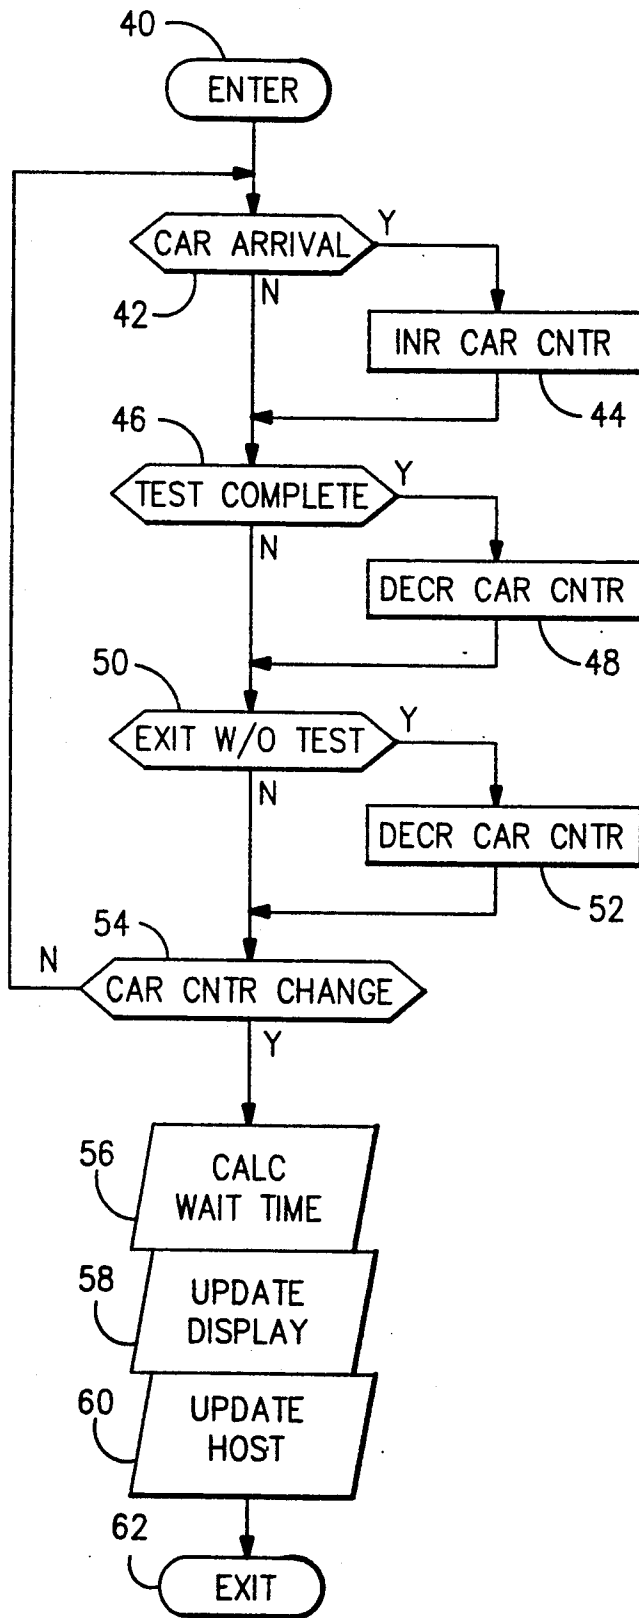 40
ENTER
CAR ARRIVAL
Y
42
N
INR CAR CNTR
44
46
TEST COMPLETE
Y
N
DECR CAR CNTR
48
50
EXIT W/O TEST
Y
N
DECR CAR CNTR
52
54
N
CAR CNTR CHANGE
Y
56
CALC
WAIT TIME
58
UPDATE
DISPLAY
60
UPDATE
HOST
62
EXIT